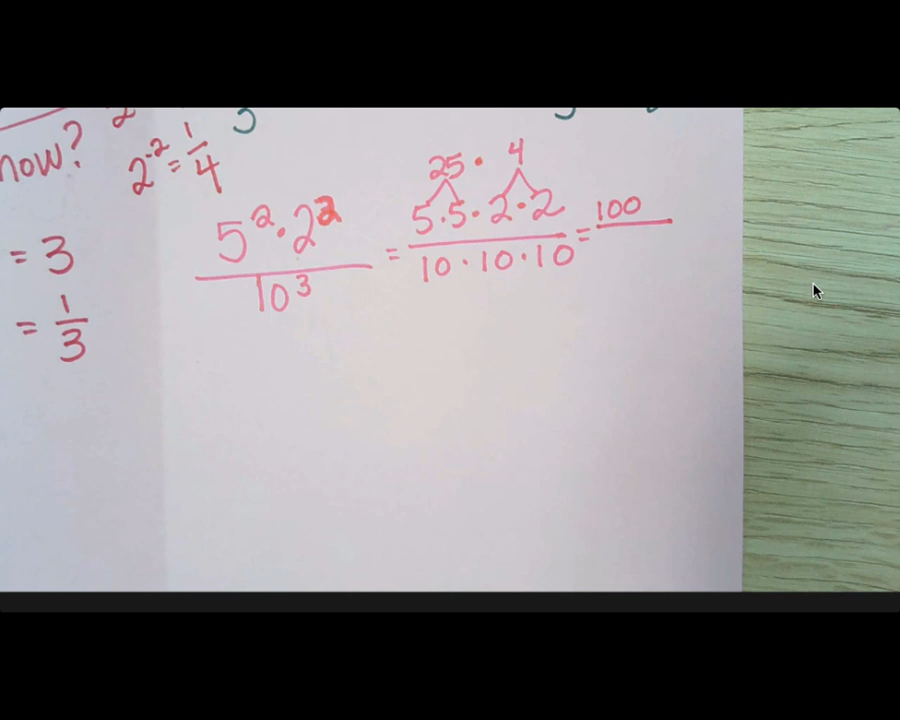 now?
2⁻² = 1/4
= 3
= 1/3
25 · 4
5² · 2² / 10³ = 5 · 5 · 2 · 2 / 10 · 10 · 10 = 100 /